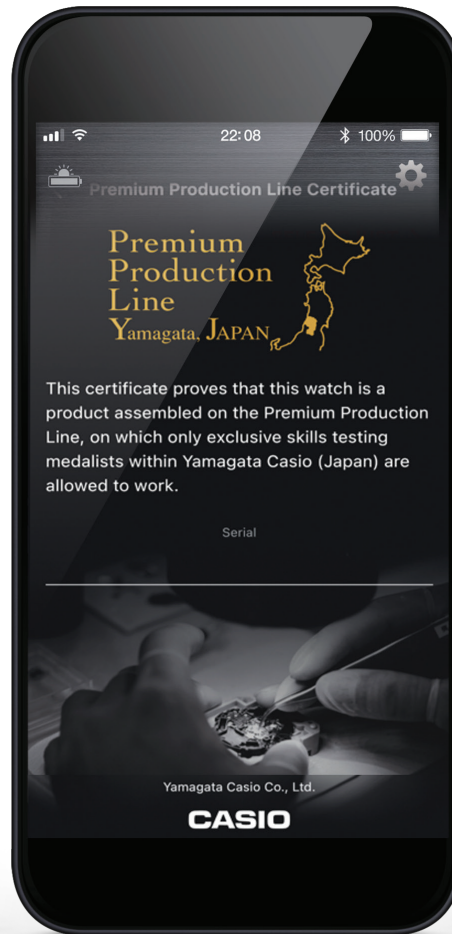 22:08
100%
Premium Production Line Certificate
Premium
Production
Line
Yamagata, JAPAN
This certificate proves that this watch is a
product assembled on the Premium Production
Line, on which only exclusive skills testing
medalists within Yamagata Casio (Japan) are
allowed to work.
Serial
Yamagata Casio Co., Ltd.
CASIO